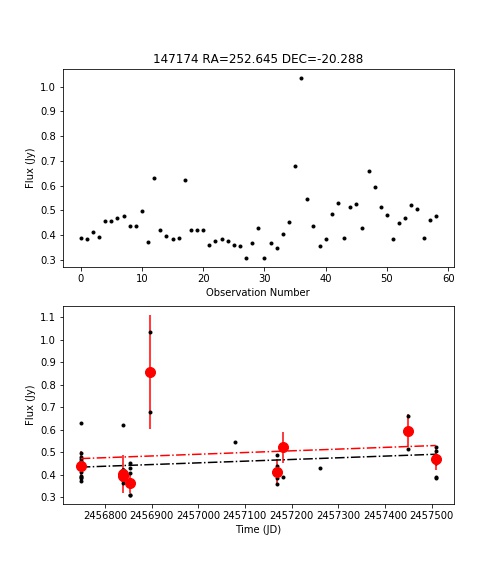 147174 RA=252.645 DEC=-20.288
Flux (Jy)
1.0
0.9
0.8
0.7
0.6
0.5
0.4
0.3
0 10 20 30 40 50 60
Observation Number
Flux (Jy)
1.1
1.0
0.9
0.8
0.7
0.6
0.5
0.4
0.3
2456800 2456900 2457000 2457100 2457200 2457300 2457400 2457500
Time (JD)